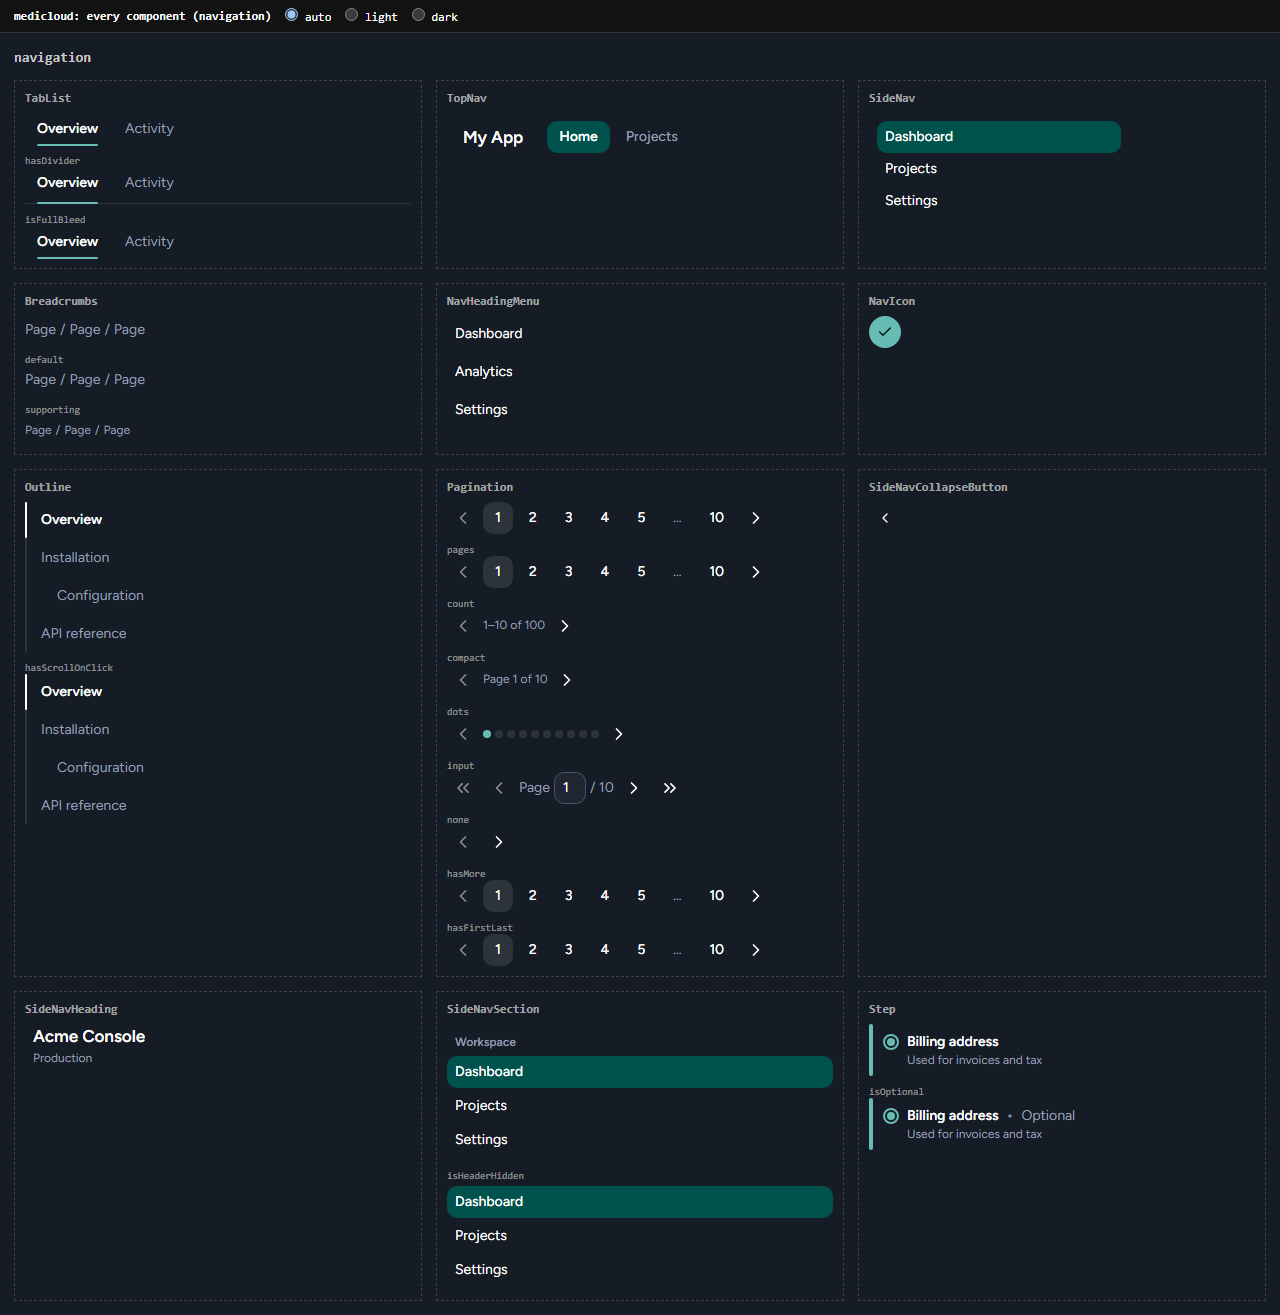 medicloud: every component (navigation) auto light dark
navigation
TabList
Overview Activity
hasDivider
Overview Activity
isFullBleed
Overview Activity
TopNav
My App Home Projects
SideNav
Dashboard
Projects
Settings
Breadcrumbs
Page / Page / Page
default
Page / Page / Page
supporting
Page / Page / Page
NavHeadingMenu
Dashboard
Analytics
Settings
NavIcon
Outline
Overview
Installation
Configuration
API reference
hasScrollOnClick
Overview
Installation
Configuration
API reference
Pagination
1 2 3 4 5 ... 10
pages
1 2 3 4 5 ... 10
count
1–10 of 100
compact
Page 1 of 10
dots
input
Page 1 / 10
none
hasMore
1 2 3 4 5 ... 10
hasFirstLast
1 2 3 4 5 ... 10
SideNavCollapseButton
SideNavHeading
Acme Console
Production
SideNavSection
Workspace
Dashboard
Projects
Settings
isHeaderHidden
Dashboard
Projects
Settings
Step
Billing address
Used for invoices and tax
isOptional
Billing address • Optional
Used for invoices and tax